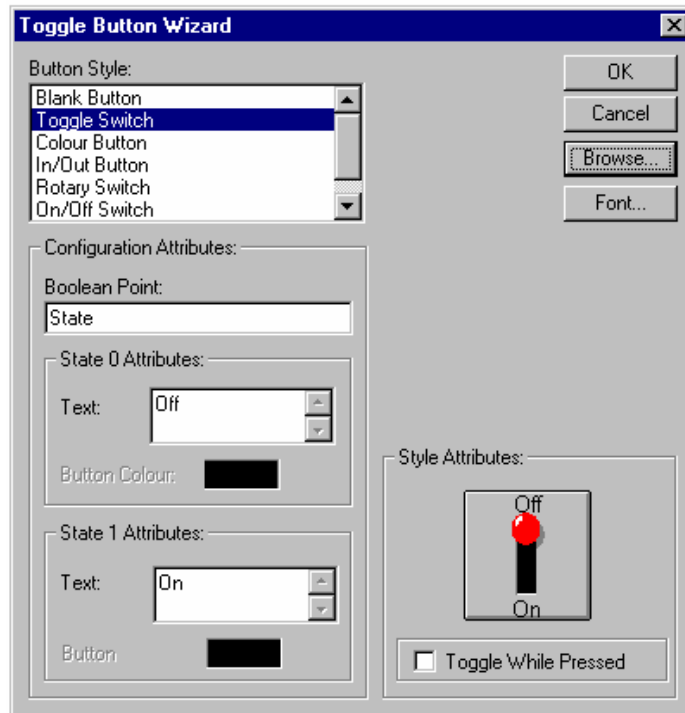 Toggle Button Wizard
Button Style:
Blank Button
Toggle Switch
Colour Button
In/Out Button
Rotary Switch
On/Off Switch
OK
Cancel
Browse...
Font...
Configuration Attributes:
Boolean Point:
State
State 0 Attributes:
Text:
Off
Button Colour:
State 1 Attributes:
Text:
On
Button
Style Attributes:
Off
On
Toggle While Pressed